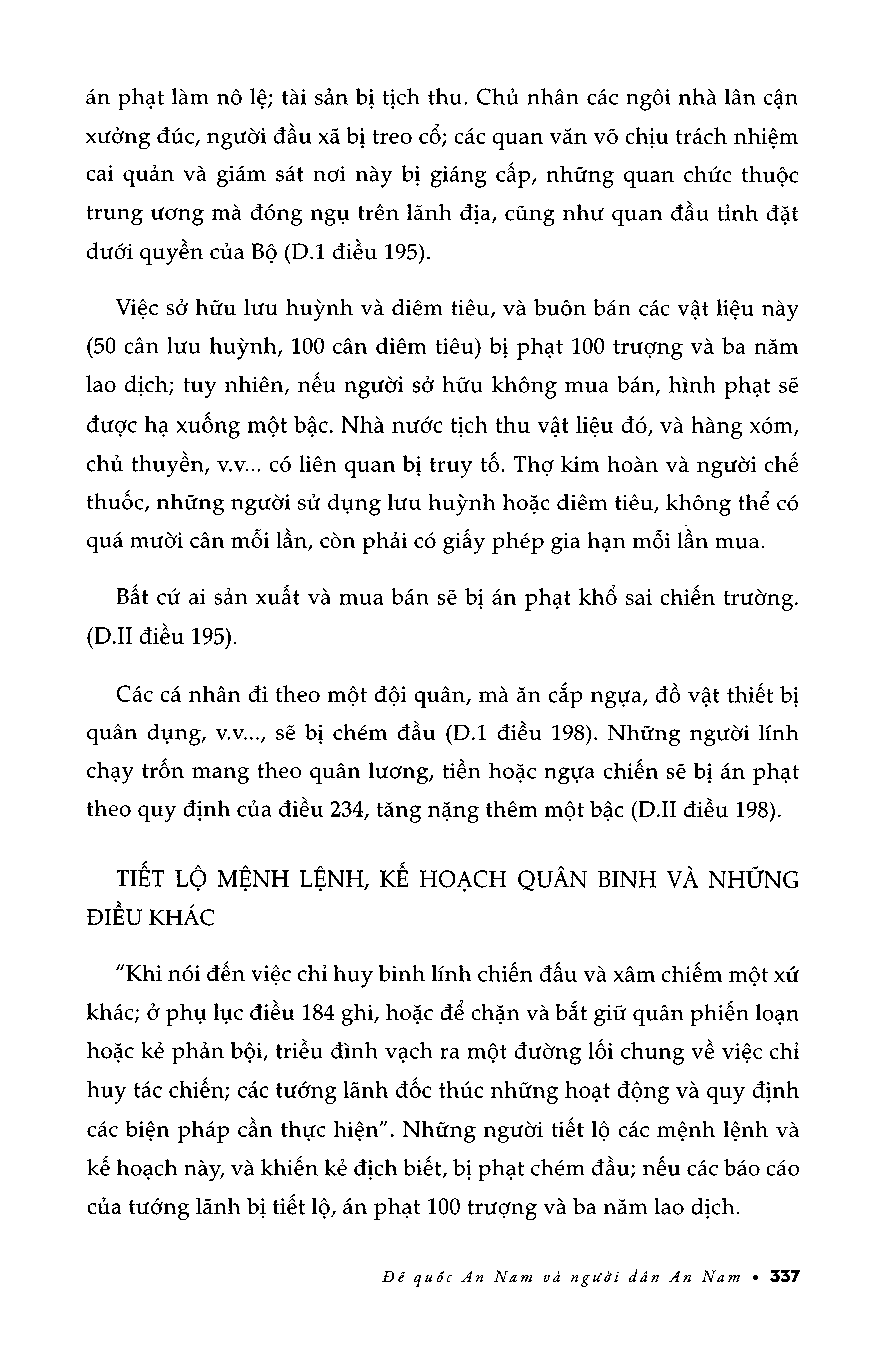 án phạt làm nô lệ; tài sản bị tịch thu. Chủ nhân các ngôi nhà lân cận
xưởng đúc, người đầu xã bị treo cổ; các quan văn võ chịu trách nhiệm
cai quản và giám sát nơi này bị giáng cấp, những quan chức thuộc
trung ương mà đóng ngụ trên lãnh địa, cũng như quan đầu tỉnh đặt
dưới quyền của Bộ (D.1 điều 195).
Việc sở hữu lưu huỳnh và diêm tiêu, và buôn bán các vật liệu này
(50 cân lưu huỳnh, 100 cân diêm tiêu) bị phạt 100 trượng và ba năm
lao dịch; tuy nhiên, nếu người sở hữu không mua bán, hình phạt sẽ
được hạ xuống một bậc. Nhà nước tịch thu vật liệu đó, và hàng xóm,
chủ thuyền, v.v... có liên quan bị truy tố. Thợ kim hoàn và người chế
thuốc, những người sử dụng lưu huỳnh hoặc diêm tiêu, không thể có
quá mười cân mỗi lần, còn phải có giấy phép gia hạn mỗi lần mua.
Bất cứ ai sản xuất và mua bán sẽ bị án phạt khổ sai chiến trường.
(D.II điều 195).
Các cá nhân đi theo một đội quân, mà ăn cắp ngựa, đồ vật thiết bị
quân dụng, v.v..., sẽ bị chém đầu (D.1 điều 198). Những người lính
chạy trốn mang theo quân lương, tiền hoặc ngựa chiến sẽ bị án phạt
theo quy định của điều 234, tăng nặng thêm một bậc (D.II điều 198).
TIẾT LỘ MỆNH LỆNH, KẾ HOẠCH QUÂN BINH VÀ NHỮNG
ĐIỀU KHÁC
"Khi nói đến việc chỉ huy binh lính chiến đấu và xâm chiếm một xứ
khác; ở phụ lục điều 184 ghi, hoặc để chặn và bắt giữ quân phiến loạn
hoặc kẻ phản bội, triều đình vạch ra một đường lối chung về việc chỉ
huy tác chiến; các tướng lãnh đốc thúc những hoạt động và quy định
các biện pháp cần thực hiện". Những người tiết lộ các mệnh lệnh và
kế hoạch này, và khiến kẻ địch biết, bị phạt chém đầu; nếu các báo cáo
của tướng lãnh bị tiết lộ, án phạt 100 trượng và ba năm lao dịch.
Đế quốc An Nam và người dân An Nam • 337